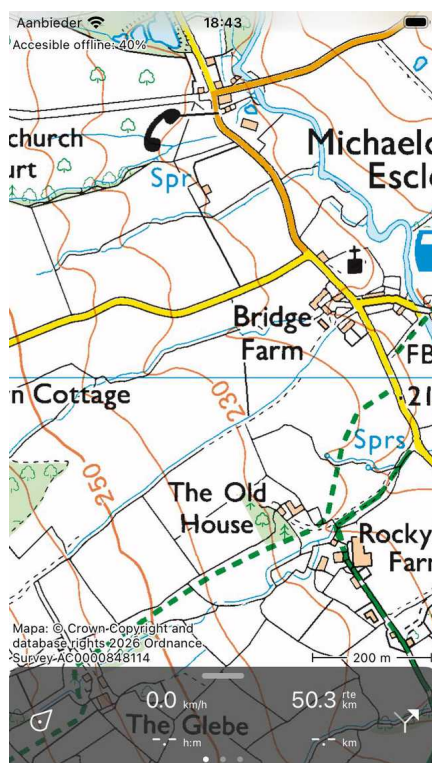 Aanbieder 18:43
Accesible offline: 40%
church
urt
Spr
Michaelc
Escl
Bridge
Farm
FB
n Cottage
230
21
Sprs
250
The Old
House
Rocky
Farr
Mapa: © Crown Copyright and
database rights 2026 Ordnance
Survey AC0000848114
200 m
0.0 km/h
50.3 rte km
The Glebe
--:-- h:m
--.-- km